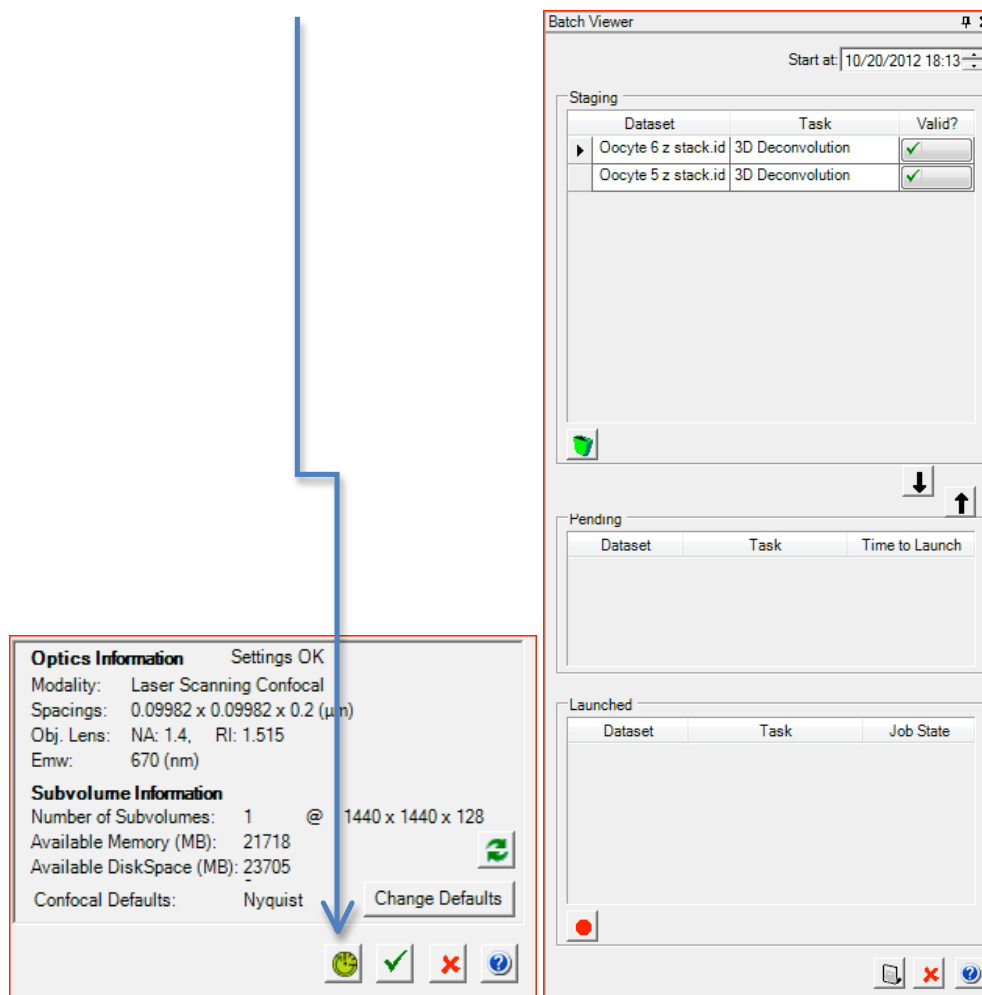 Batch Viewer
Start at: 10/20/2012 18:13
Staging
Dataset Task Valid?
Oocyte 6 z stack.id 3D Deconvolution
Oocyte 5 z stack.id 3D Deconvolution
Pending
Dataset Task Time to Launch
Launched
Dataset Task Job State
Optics Information Settings OK
Modality: Laser Scanning Confocal
Spacings: 0.09982 x 0.09982 x 0.2 (µm)
Obj. Lens: NA: 1.4, RI: 1.515
Emw: 670 (nm)
Subvolume Information
Number of Subvolumes: 1 @ 1440 x 1440 x 128
Available Memory (MB): 21718
Available DiskSpace (MB): 23705
Confocal Defaults: Nyquist Change Defaults